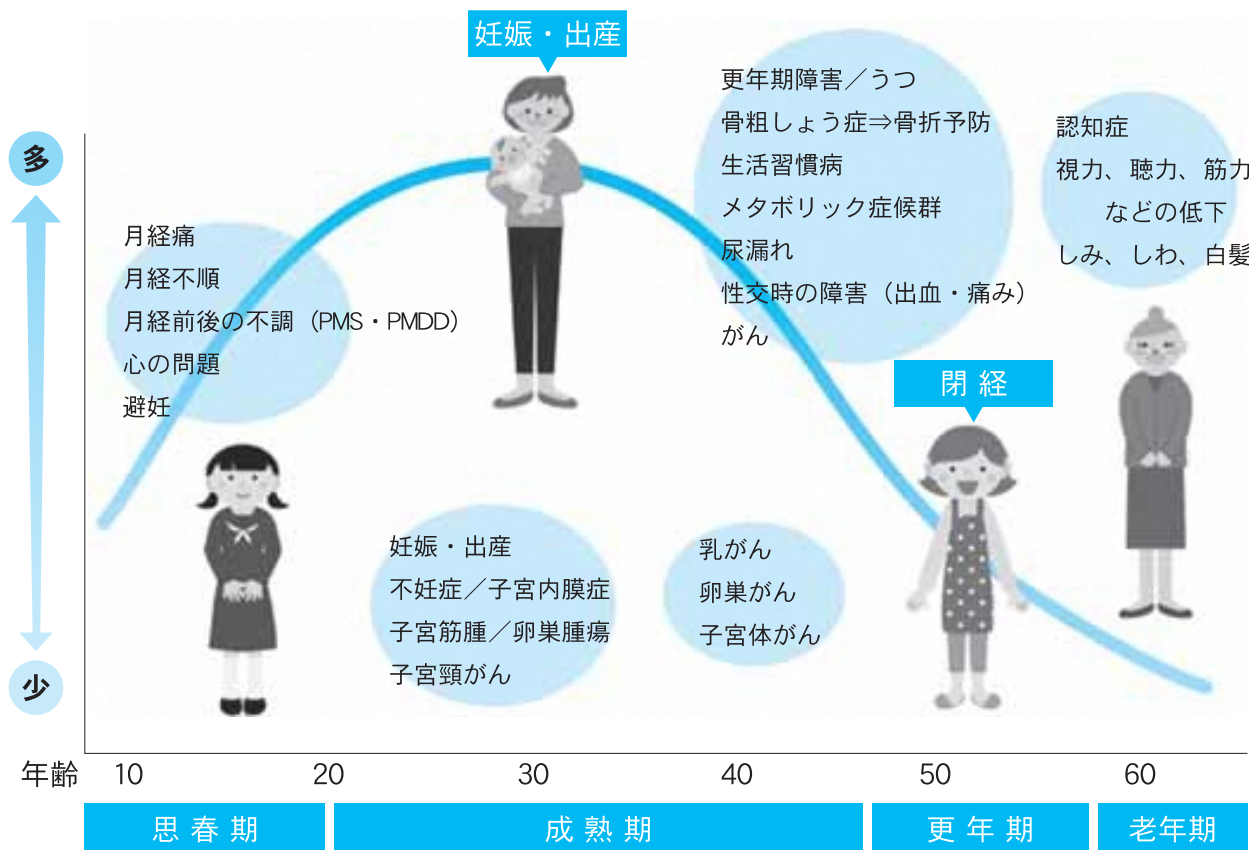 妊娠・出産
多
少
月経痛
月経不順
月経前後の不調（PMS・PMDD）
心の問題
避妊
更年期障害／うつ
骨粗しょう症⇒骨折予防
生活習慣病
メタボリック症候群
尿漏れ
性交時の障害（出血・痛み）
がん
認知症
視力、聴力、筋力
などの低下
しみ、しわ、白髪
閉経
妊娠・出産
不妊症／子宮内膜症
子宮筋腫／卵巣腫瘍
子宮頸がん
乳がん
卵巣がん
子宮体がん
年齢 10 20 30 40 50 60
思春期 成熟期 更年期 老年期